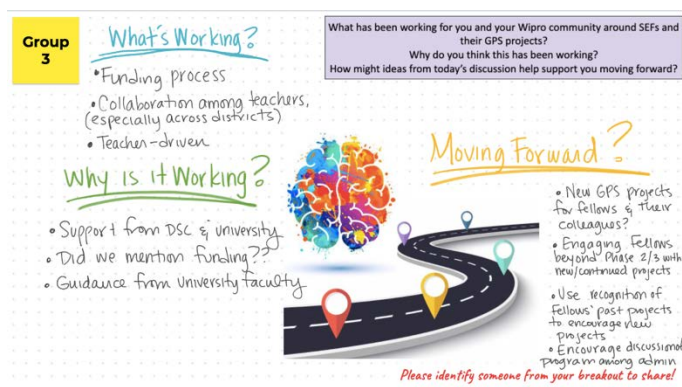 Group
3
What's Working?
What has been working for you and your Wipro community around SEFs and
their GPS projects?
Why do you think this has been working?
How might ideas from today's discussion help support you moving forward?
• Funding process
• Collaboration among teachers,
(especially across districts)
• Teacher-driven
Why is it Working?
• Support from DSC & university
• Did we mention funding??
• Guidance from University faculty
Moving Forward?
• New GPS projects
for fellows & their
colleagues?
• Engaging Fellows
beyond Phase 2/3 with
new/continued projects
• Use recognition of
Fellows' past projects
to encourage new
projects
• Encourage discussion
program among admin
Please identify someone from your breakout to share!